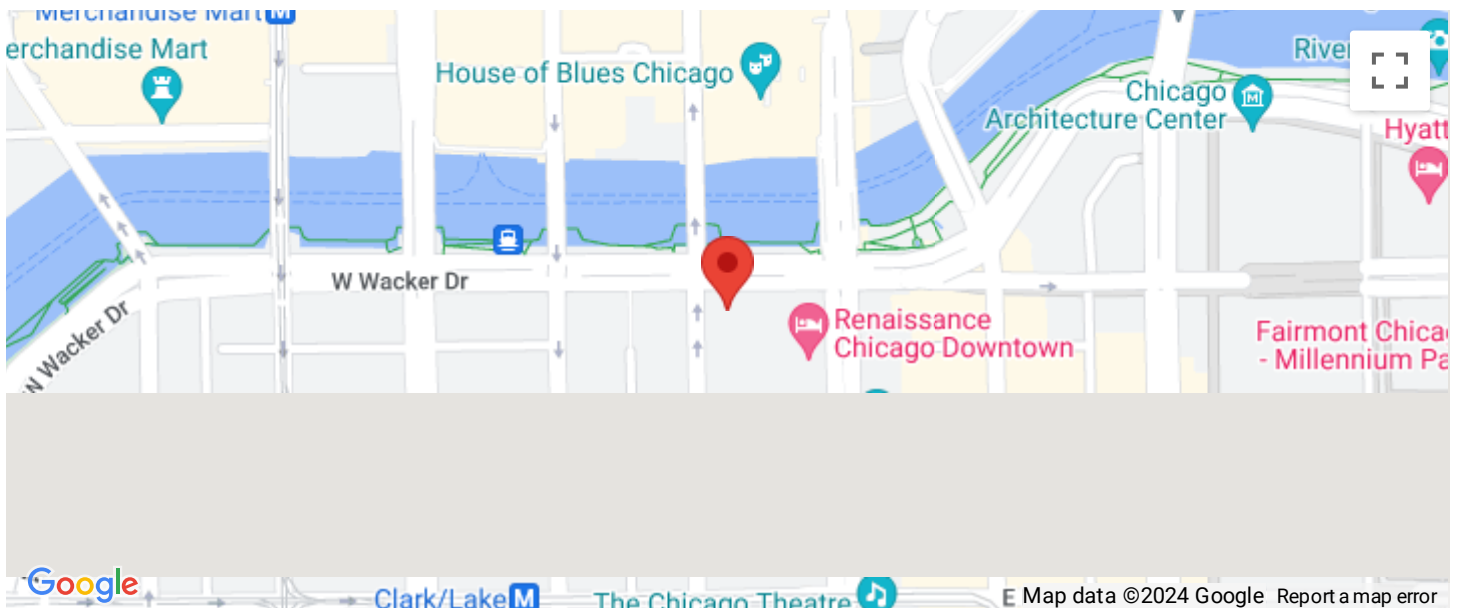 Merchandise Mart
M
erchandise Mart
House of Blues Chicago
River
Chicago
Architecture Center
M
Hyatt
W Wacker Dr
N Wacker Dr
Renaissance
Chicago Downtown
Fairmont Chica
- Millennium Pa
Google
Clark/Lake
M
The Chicago Theatre
E
Map data ©2024 Google
Report a map error